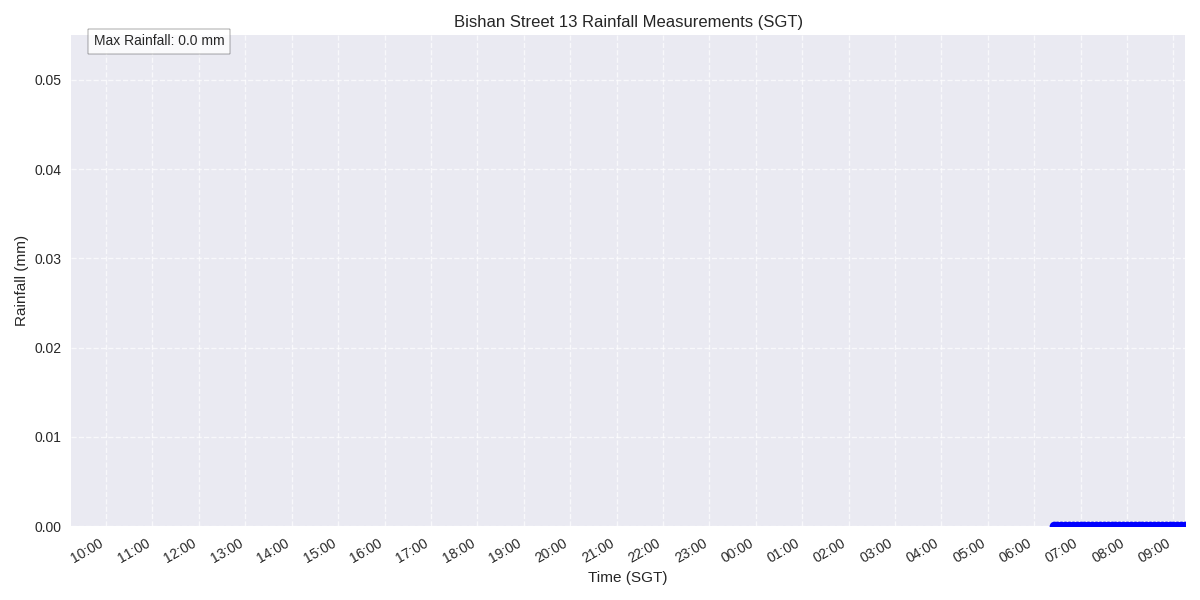 Bishan Street 13 Rainfall Measurements (SGT)
Max Rainfall: 0.0 mm
0.05
0.04
0.03
0.02
0.01
0.00
Rainfall (mm)
10:00 11:00 12:00 13:00 14:00 15:00 16:00 17:00 18:00 19:00 20:00 21:00 22:00 23:00 00:00 01:00 02:00 03:00 04:00 05:00 06:00 07:00 08:00 09:00
Time (SGT)